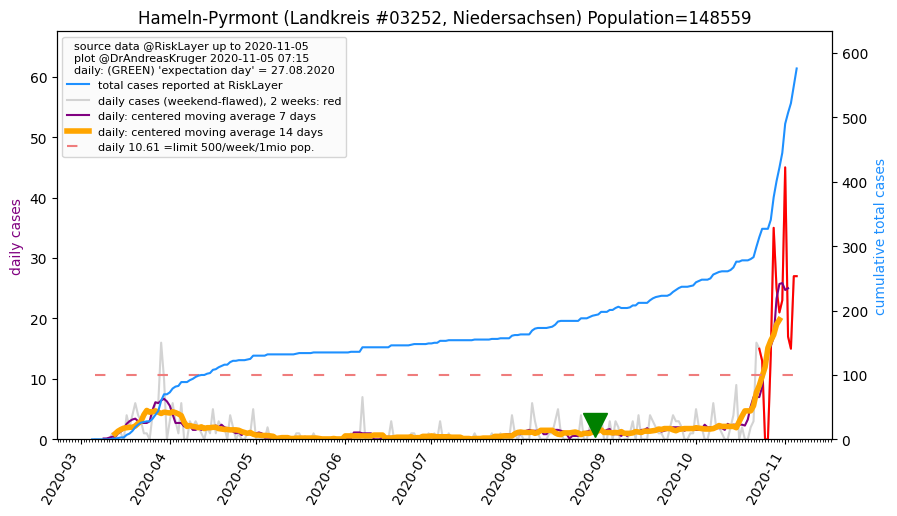 Hameln-Pyrmont (Landkreis #03252, Niedersachsen) Population=148559
source data @RiskLayer up to 2020-11-05
plot @DrAndreasKruger 2020-11-05 07:15
daily: (GREEN) 'expectation day' = 27.08.2020
total cases reported at RiskLayer
daily cases (weekend-flawed), 2 weeks: red
daily: centered moving average 7 days
daily: centered moving average 14 days
daily 10.61 =limit 500/week/1mio pop.
daily cases
60
50
40
30
20
10
0
cumulative total cases
600
500
400
300
200
100
0
2020-03
2020-04
2020-05
2020-06
2020-07
2020-08
2020-09
2020-10
2020-11